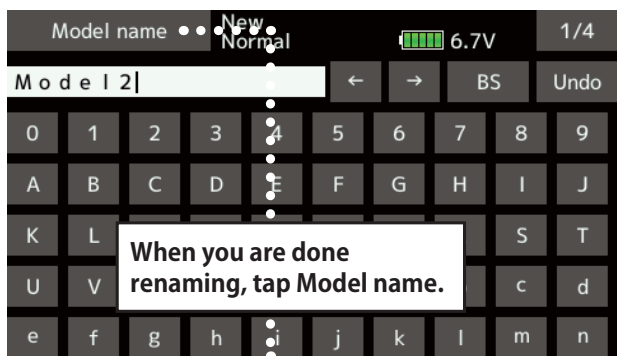 Model name New Normal 6.7V 1/4
Model2 ← → BS Undo
0 1 2 3 4 5 6 7 8 9
A B C D E F G H I J
K L S T
When you are done
renaming, tap Model name.
U V c d
e f g h i j k l m n